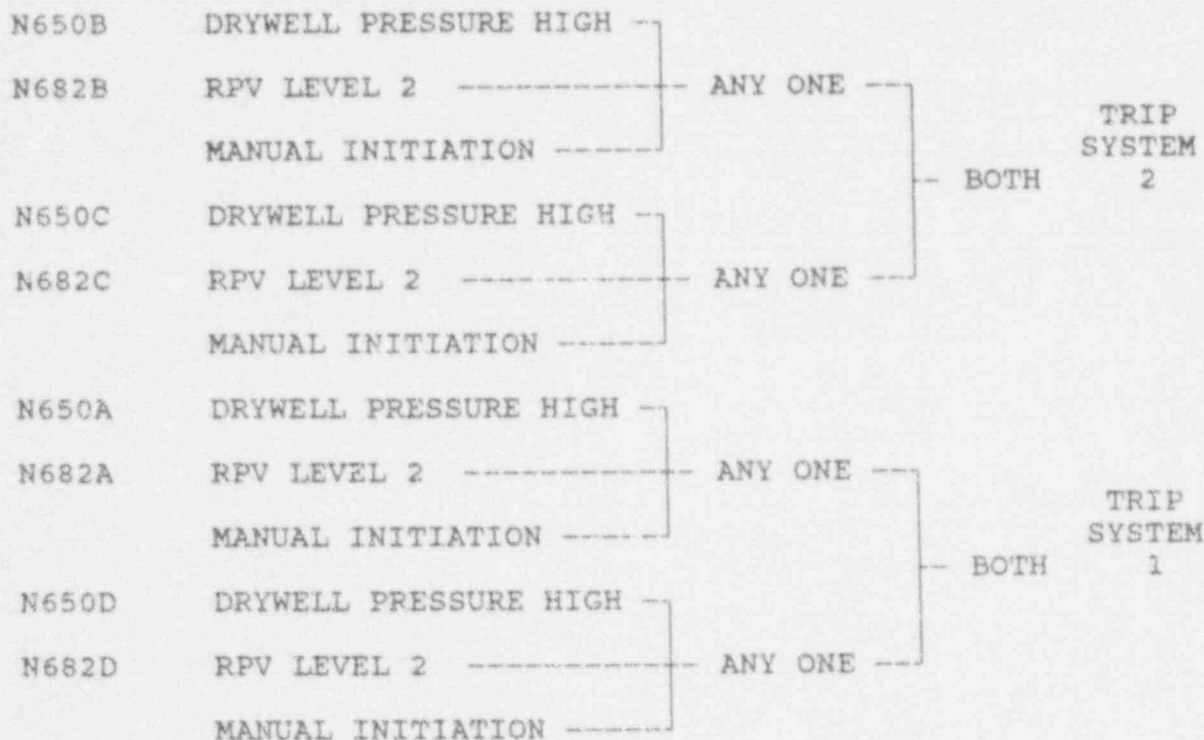 N650B DRYWELL PRESSURE HIGH
N682B RPV LEVEL 2 ANY ONE
TRIP
MANUAL INITIATION SYSTEM
BOTH 2
N650C DRYWELL PRESSURE HIGH
N682C RPV LEVEL 2 ANY ONE
MANUAL INITIATION
N650A DRYWELL PRESSURE HIGH
N682A RPV LEVEL 2 ANY ONE
TRIP
MANUAL INITIATION SYSTEM
BOTH 1
N650D DRYWELL PRESSURE HIGH
N682D RPV LEVEL 2 ANY ONE
MANUAL INITIATION